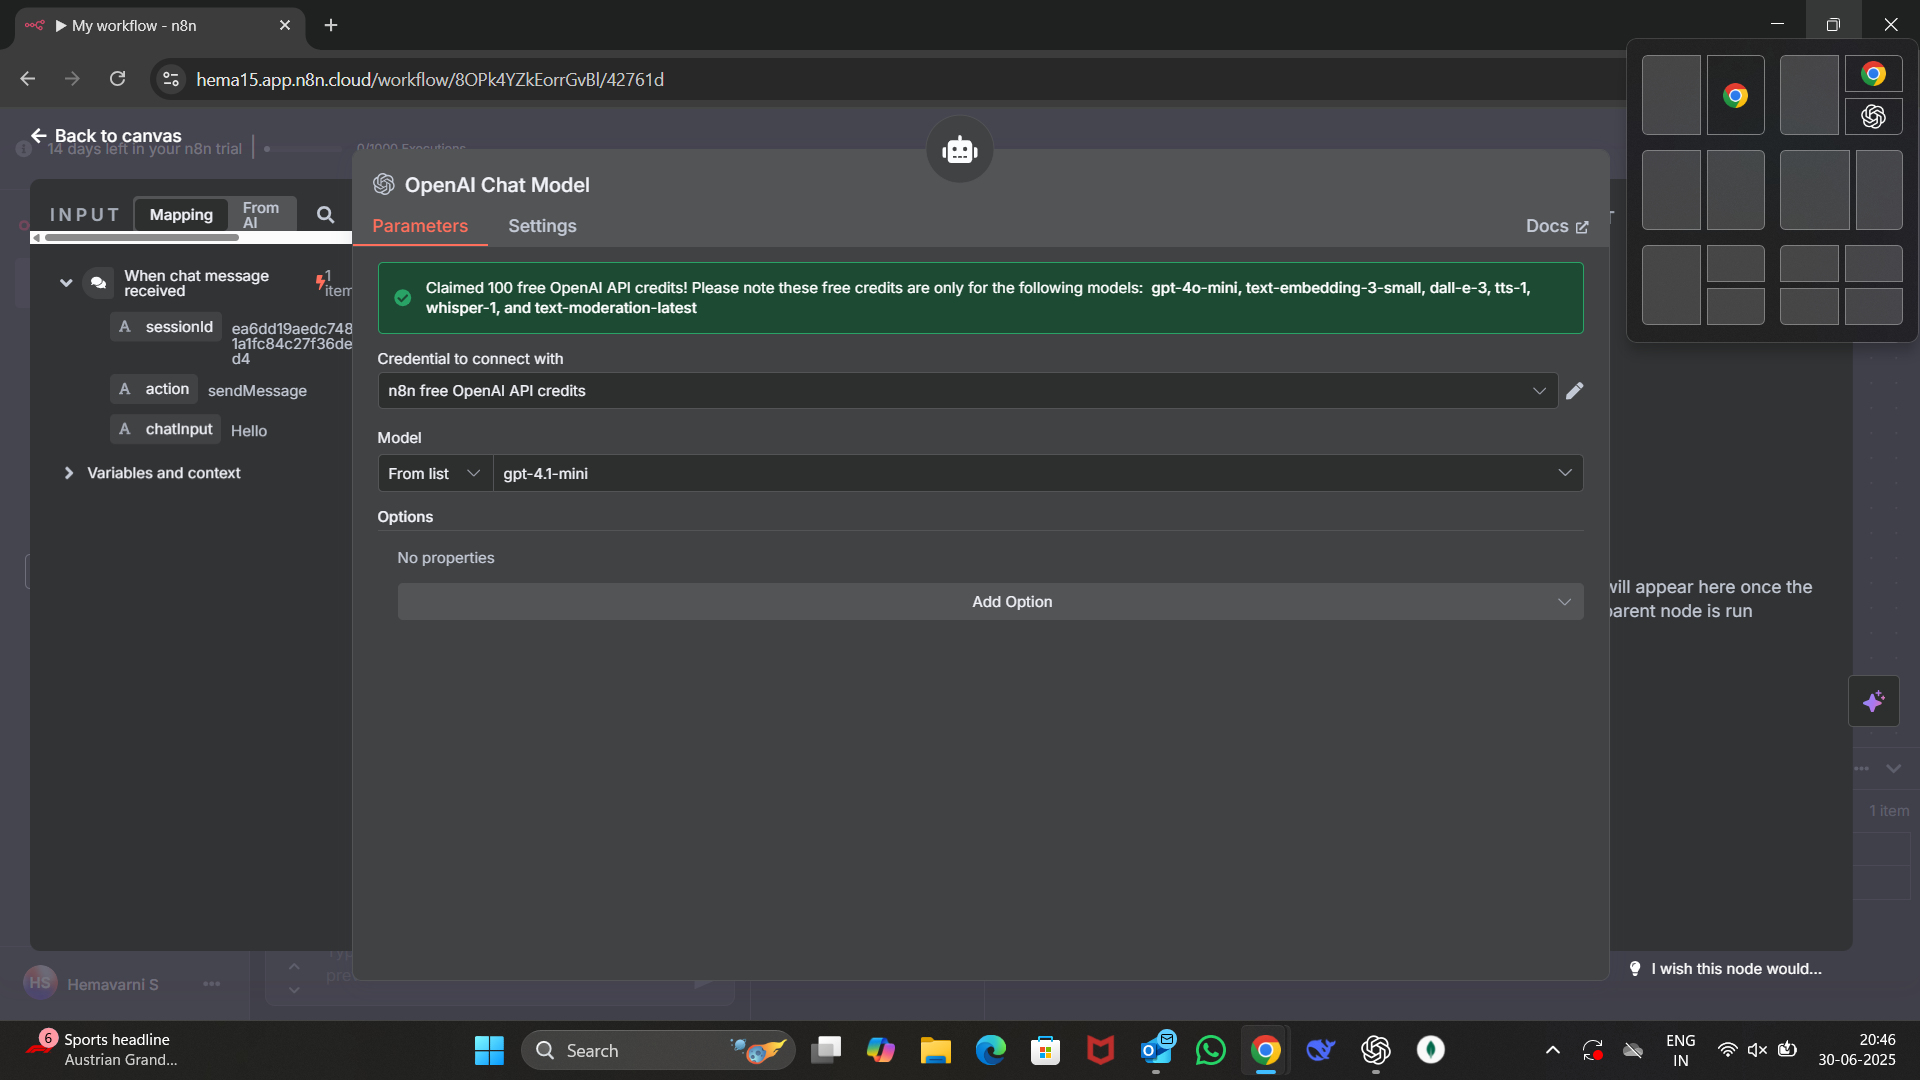 My workflow - n8n
hema15.app.n8n.cloud/workflow/8OPk4YZkEorrGvBl/42761d
Back to canvas
14 days left in your n8n trial
0/1000 Executions
OpenAI Chat Model
INPUT
Mapping
From
AI
Parameters
Settings
Docs
When chat message
received
1
item
Claimed 100 free OpenAI API credits! Please note these free credits are only for the following models: gpt-4o-mini, text-embedding-3-small, dall-e-3, tts-1,
whisper-1, and text-moderation-latest
A sessionId
ea6dd19aedc748
1a1fc84c27f36de
d4
Credential to connect with
n8n free OpenAI API credits
A action sendMessage
A chatInput Hello
Model
From list
gpt-4.1-mini
Variables and context
Options
No properties
Add Option
will appear here once the
parent node is run
1 item
HS
Hemavarni S
I wish this node would...
6
Sports headline
Austrian Grand...
Search
ENG
IN
20:46
30-06-2025